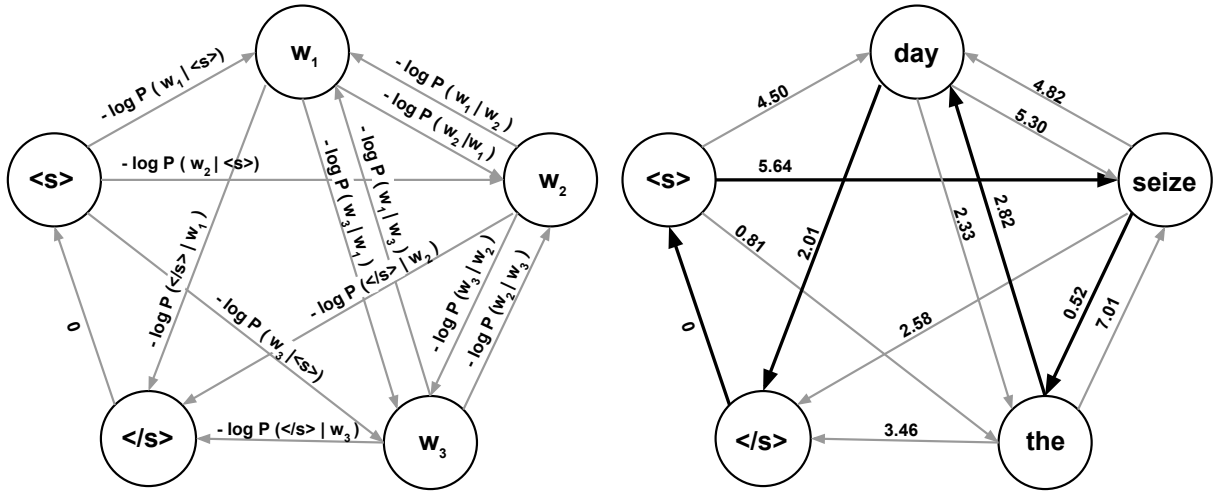 w1
- log P ( w1 | <s>)
- log P ( w1 | w2)
- log P ( w2 |w1)
<s>
- log P ( w2 | <s>)
w2
- log P ( w3 | w1 )
- log P ( w1 | w3 )
- log P (</s> | w1)
- log P (</s> | w2)
- log P (w3 | w2)
- log P (w2 | w3)
- log P ( w3 |<s>)
0
</s>
- log P (</s> | w3)
w3
day
4.50
4.82
5.30
<s>
5.64
seize
0.81
2.01
2.33
2.82
2.58
0.52
7.01
0
</s>
3.46
the